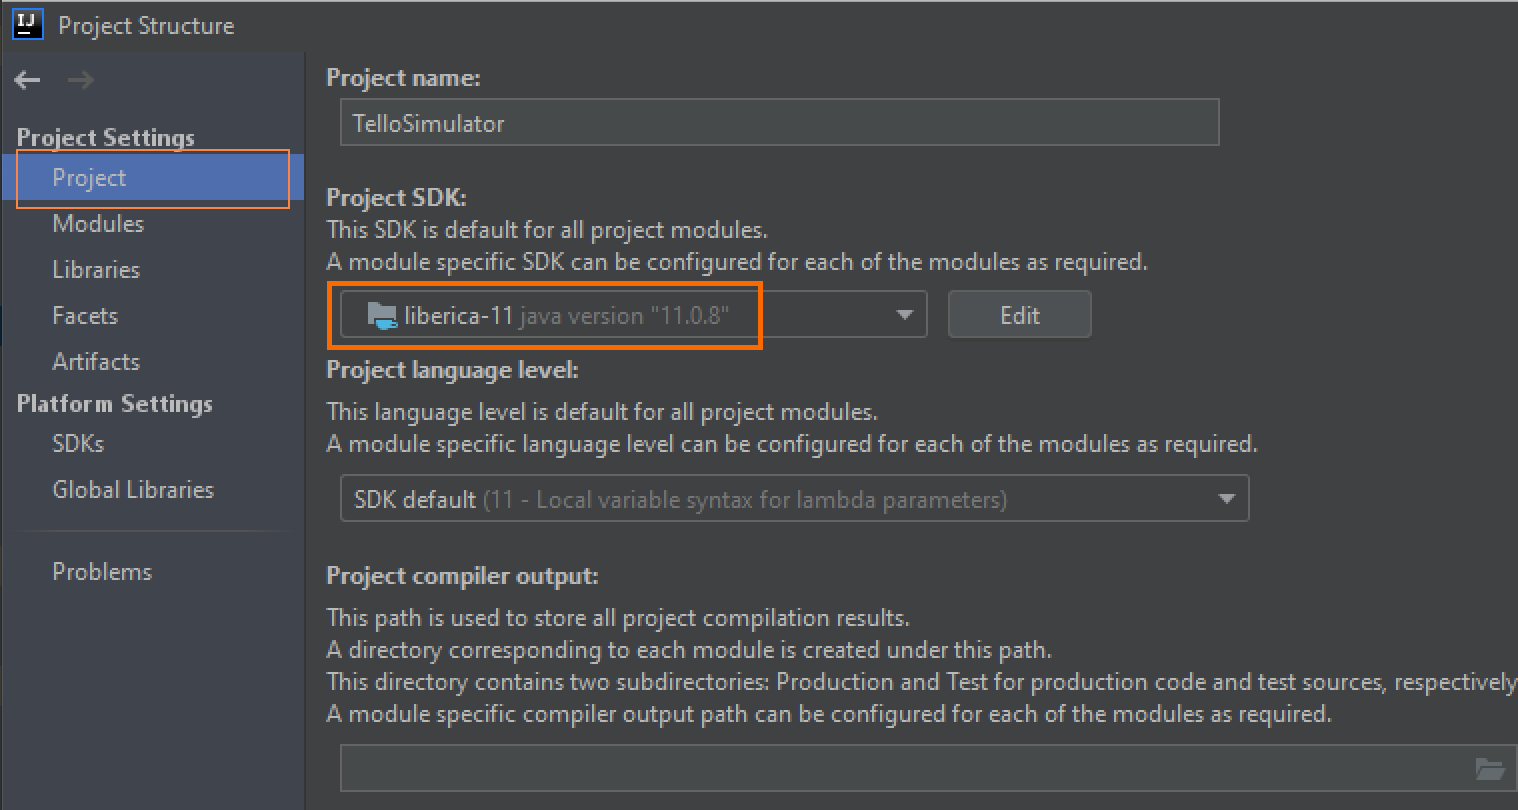 IJ
Project Structure
Project Settings
Project
Modules
Libraries
Facets
Artifacts
Platform Settings
SDKs
Global Libraries
Problems
Project name:
TelloSimulator
Project SDK:
This SDK is default for all project modules.
A module specific SDK can be configured for each of the modules as required.
liberica-11 java version "11.0.8"
Edit
Project language level:
This language level is default for all project modules.
A module specific language level can be configured for each of the modules as required.
SDK default (11 - Local variable syntax for lambda parameters)
Project compiler output:
This path is used to store all project compilation results.
A directory corresponding to each module is created under this path.
This directory contains two subdirectories: Production and Test for production code and test sources, respectively
A module specific compiler output path can be configured for each of the modules as required.